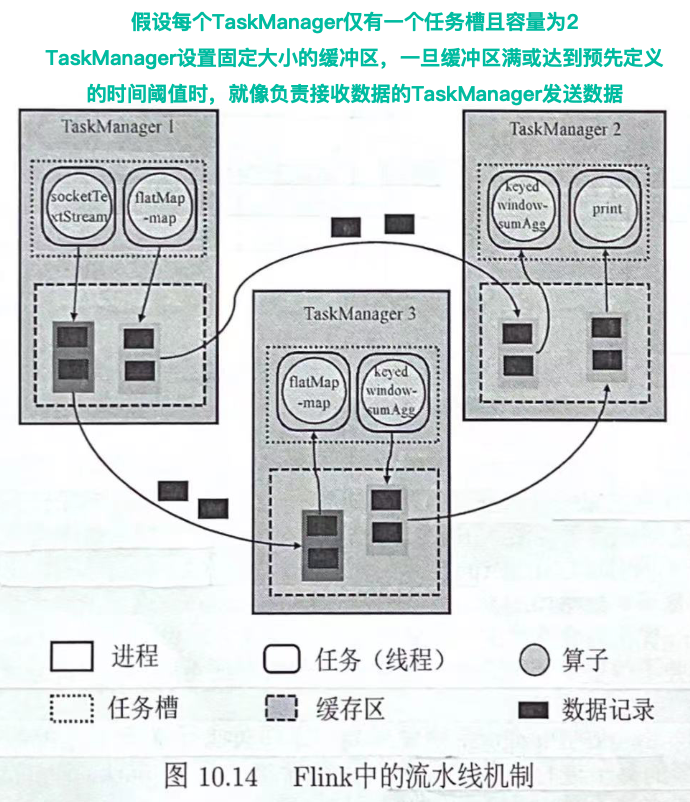 假设每个TaskManager仅有一个任务槽且容量为2
TaskManager设置固定大小的缓冲区，一旦缓冲区满或达到预先定义
的时间阈值时，就像负责接收数据的TaskManager发送数据
TaskManager 1
socketTe
xtStream
flatMap
-map
TaskManager 2
keyed
window-
sumAgg
print
TaskManager 3
flatMap
-map
keyed
window-
sumAgg
进程
任务（线程）
算子
任务槽
缓存区
数据记录
图 10.14 Flink中的流水线机制